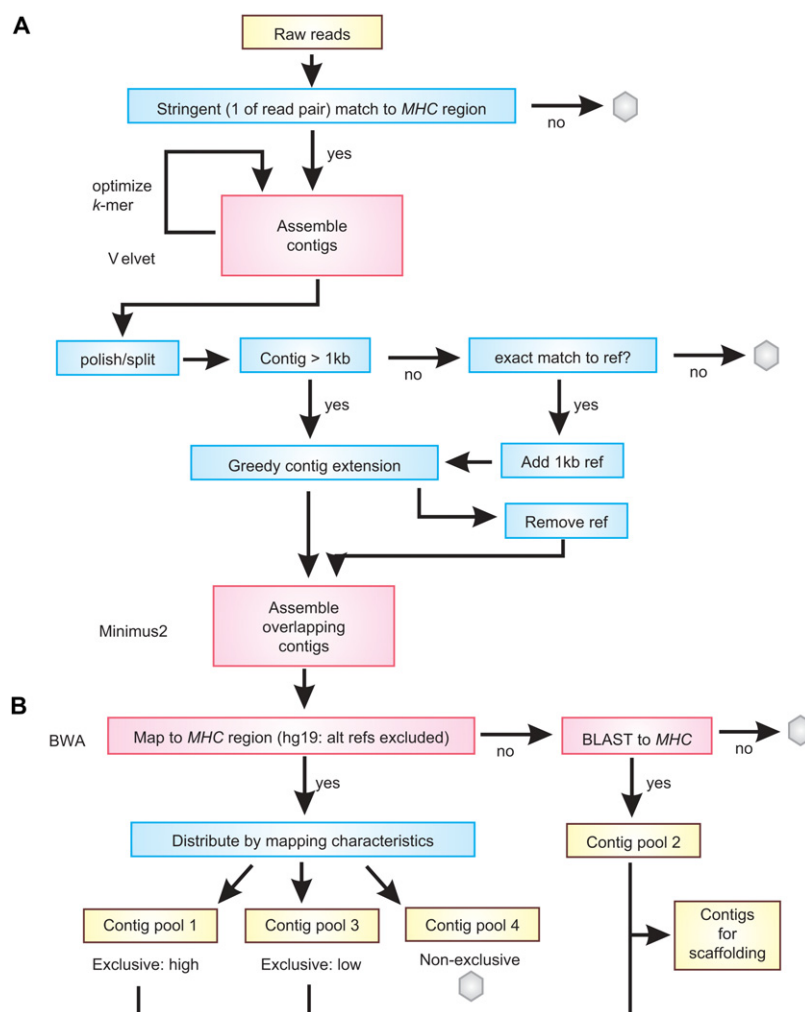 A
Raw reads
Stringent (1 of read pair) match to MHC region
no
yes
optimize
k-mer
Assemble
contigs
V elvet
polish/split
Contig > 1kb
no
exact match to ref?
no
yes
yes
Greedy contig extension
Add 1kb ref
Remove ref
Minimus2
Assemble
overlapping
contigs
B
BWA
Map to MHC region (hg19: alt refs excluded)
no
BLAST to MHC
no
yes
yes
Distribute by mapping characteristics
Contig pool 2
Contig pool 1
Contig pool 3
Contig pool 4
Contigs
for
scaffolding
Exclusive: high
Exclusive: low
Non-exclusive